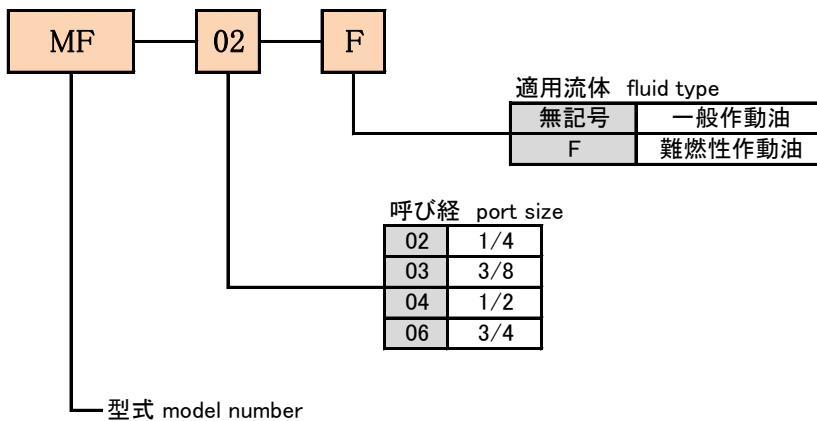 MF 02 F
適用流体 fluid type
無記号 一般作動油
F 難燃性作動油
呼び経 port size
02 1/4
03 3/8
04 1/2
06 3/4
型式 model number